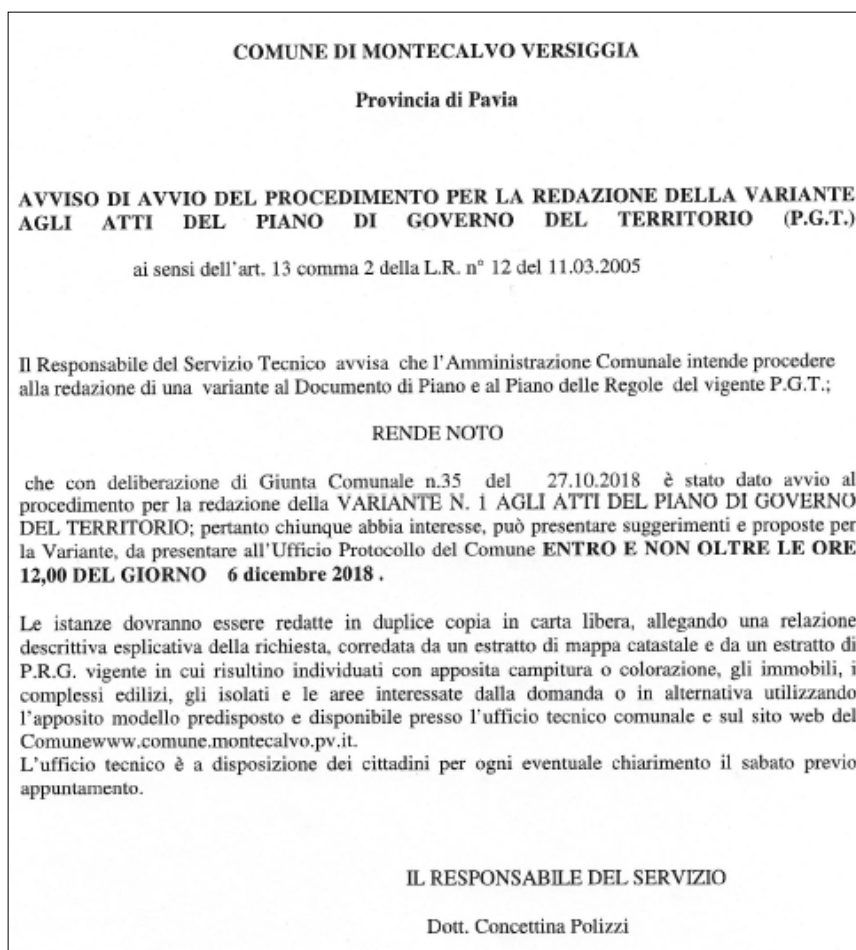 COMUNE DI MONTECALVO VERSIGGIA
Provincia di Pavia
AVVISO DI AVVIO DEL PROCEDIMENTO PER LA REDAZIONE DELLA VARIANTE
AGLI ATTI DEL PIANO DI GOVERNO DEL TERRITORIO (P.G.T.)
ai sensi dell'art. 13 comma 2 della L.R. n° 12 del 11.03.2005
Il Responsabile del Servizio Tecnico avvisa che l'Amministrazione Comunale intende procedere
alla redazione di una variante al Documento di Piano e al Piano delle Regole del vigente P.G.T.;
RENDE NOTO
che con deliberazione di Giunta Comunale n.35 del 27.10.2018 è stato dato avvio al
procedimento per la redazione della VARIANTE N. 1 AGLI ATTI DEL PIANO DI GOVERNO
DEL TERRITORIO; pertanto chiunque abbia interesse, può presentare suggerimenti e proposte per
la Variante, da presentare all'Ufficio Protocollo del Comune ENTRO E NON OLTRE LE ORE
12,00 DEL GIORNO 6 dicembre 2018 .
Le istanze dovranno essere redatte in duplice copia in carta libera, allegando una relazione
descrittiva esplicativa della richiesta, corredata da un estratto di mappa catastale e da un estratto di
P.R.G. vigente in cui risultino individuati con apposita campitura o colorazione, gli immobili, i
complessi edilizi, gli isolati e le aree interessate dalla domanda o in alternativa utilizzando
l'apposito modello predisposto e disponibile presso l'ufficio tecnico comunale e sul sito web del
Comunewww.comune.montecalvo.pv.it.
L'ufficio tecnico è a disposizione dei cittadini per ogni eventuale chiarimento il sabato previo
appuntamento.
IL RESPONSABILE DEL SERVIZIO
Dott. Concettina Polizzi